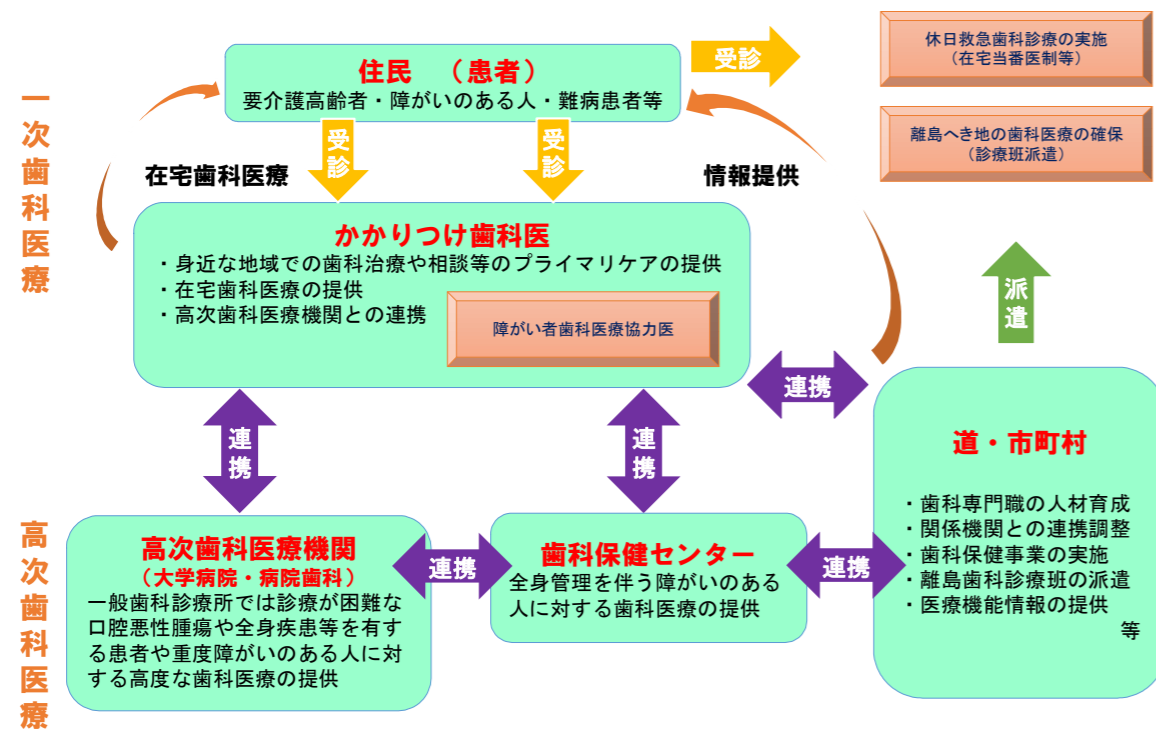 一次歯科医療
住民　（患者）
要介護高齢者・障がいのある人・難病患者等
受診
休日救急歯科診療の実施
（在宅当番医制等）
離島へき地の歯科医療の確保
（診療班派遣）
受診
受診
在宅歯科医療
情報提供
かかりつけ歯科医
・身近な地域での歯科治療や相談等のプライマリケアの提供
・在宅歯科医療の提供
・高次歯科医療機関との連携
障がい者歯科医療協力医
派遣
連携
連携
連携
道・市町村
・歯科専門職の人材育成
・関係機関との連携調整
・歯科保健事業の実施
・離島歯科診療班の派遣
・医療機能情報の提供
等
高次歯科医療
高次歯科医療機関
（大学病院・病院歯科）
一般歯科診療所では診療が困難な
口腔悪性腫瘍や全身疾患等を有す
る患者や重度障がいのある人に対
する高度な歯科医療の提供
連携
歯科保健センター
全身管理を伴う障がいのある
人に対する歯科医療の提供
連携